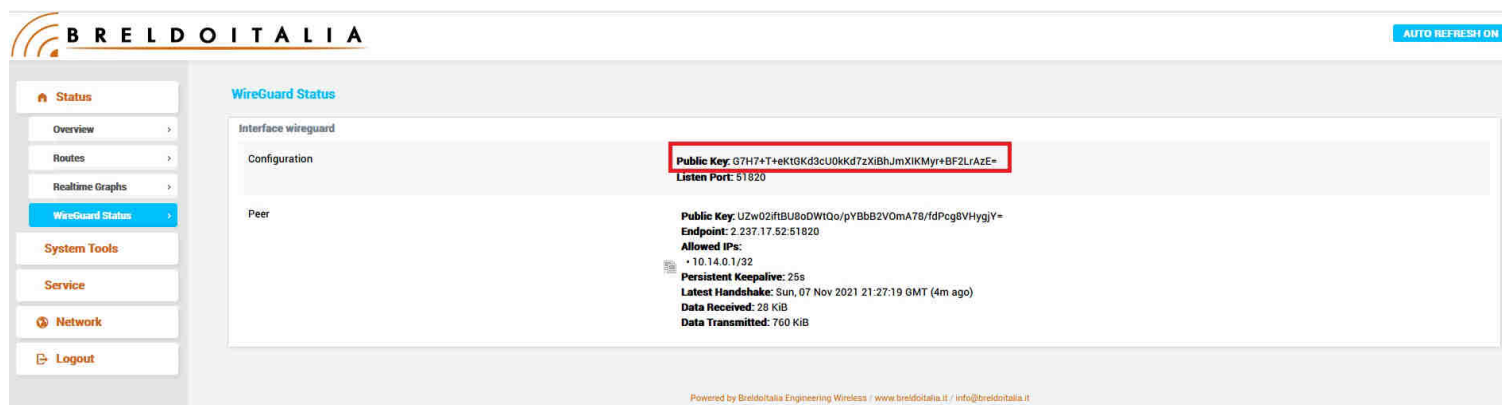 BRELDOITALIA
AUTO REFRESH ON
Status
Overview
Routes
Realtime Graphs
WireGuard Status
System Tools
Service
Network
Logout
WireGuard Status
Interface wireguard
Configuration
Public Key: G7H7+T+eKtGKd3cU0kKd7zXiBhJmXIKMyr+BF2LrAzE=
Listen Port: 51820
Peer
Public Key: UZw02iftBU8oDWtQo/pYBbB2VOmA78/fdPcg8VHygjY=
Endpoint: 2.237.17.52:51820
Allowed IPs:
• 10.14.0.1/32
Persistent Keepalive: 25s
Latest Handshake: Sun, 07 Nov 2021 21:27:19 GMT (4m ago)
Data Received: 28 KiB
Data Transmitted: 760 KiB
Powered by Breldoitalia Engineering Wireless / www.breldoitalia.it / info@breldoitalia.it